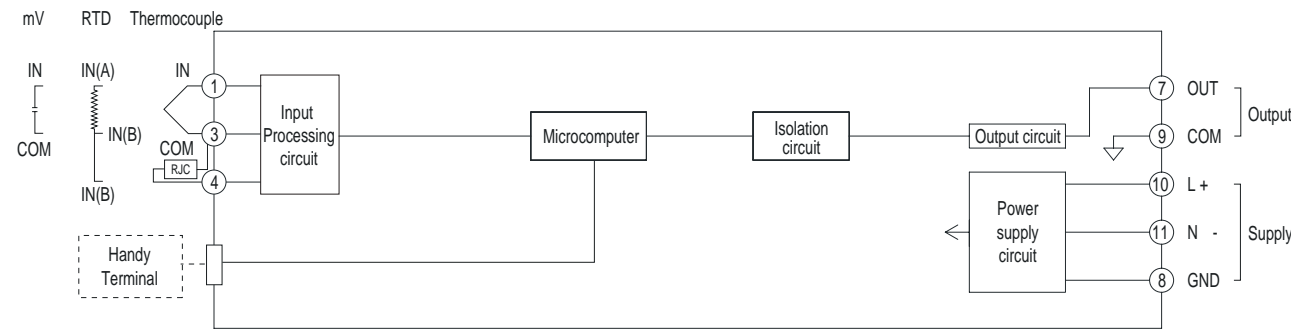 mV RTD Thermocouple
IN IN(A) IN
1
7 OUT
Input
Processing
circuit
Microcomputer
Isolation
circuit
Output circuit
Output
IN(B)
3
9 COM
COM
COM
RJC
4
IN(B)
10 L +
Power
supply
circuit
11 N -
Supply
8 GND
Handy
Terminal